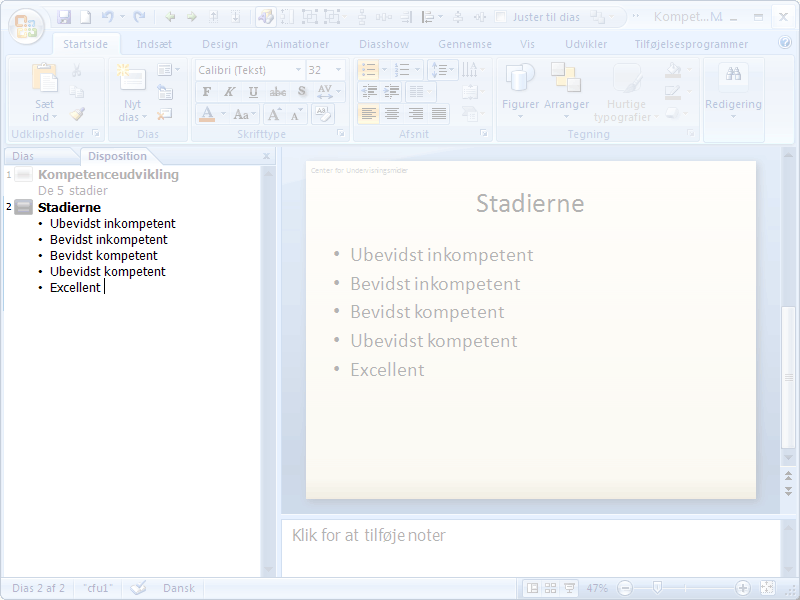 Juster til dias
Kompet...M
Startside Indsæt Design Animationer Diasshow Gennemse Vis Udvikler Tilføjelsesprogrammer
Sæt ind
Udklipsholder
Nyt dias
Dias
Calibri (Tekst) 32
F K U abc S AV
A Aa A A
Skrifttype
Afsnit
Figurer Arranger Hurtige typografier
Tegning
Redigering
Dias Disposition x
1 Kompetenceudvikling
De 5 stadier
2 Stadierne
• Ubevidst inkompetent
• Bevidst inkompetent
• Bevidst kompetent
• Ubevidst kompetent
• Excellent
Center for Undervisningsmidler
Stadierne
• Ubevidst inkompetent
• Bevidst inkompetent
• Bevidst kompetent
• Ubevidst kompetent
• Excellent
Klik for at tilføje noter
Dias 2 af 2 "cfu1" Dansk 47%